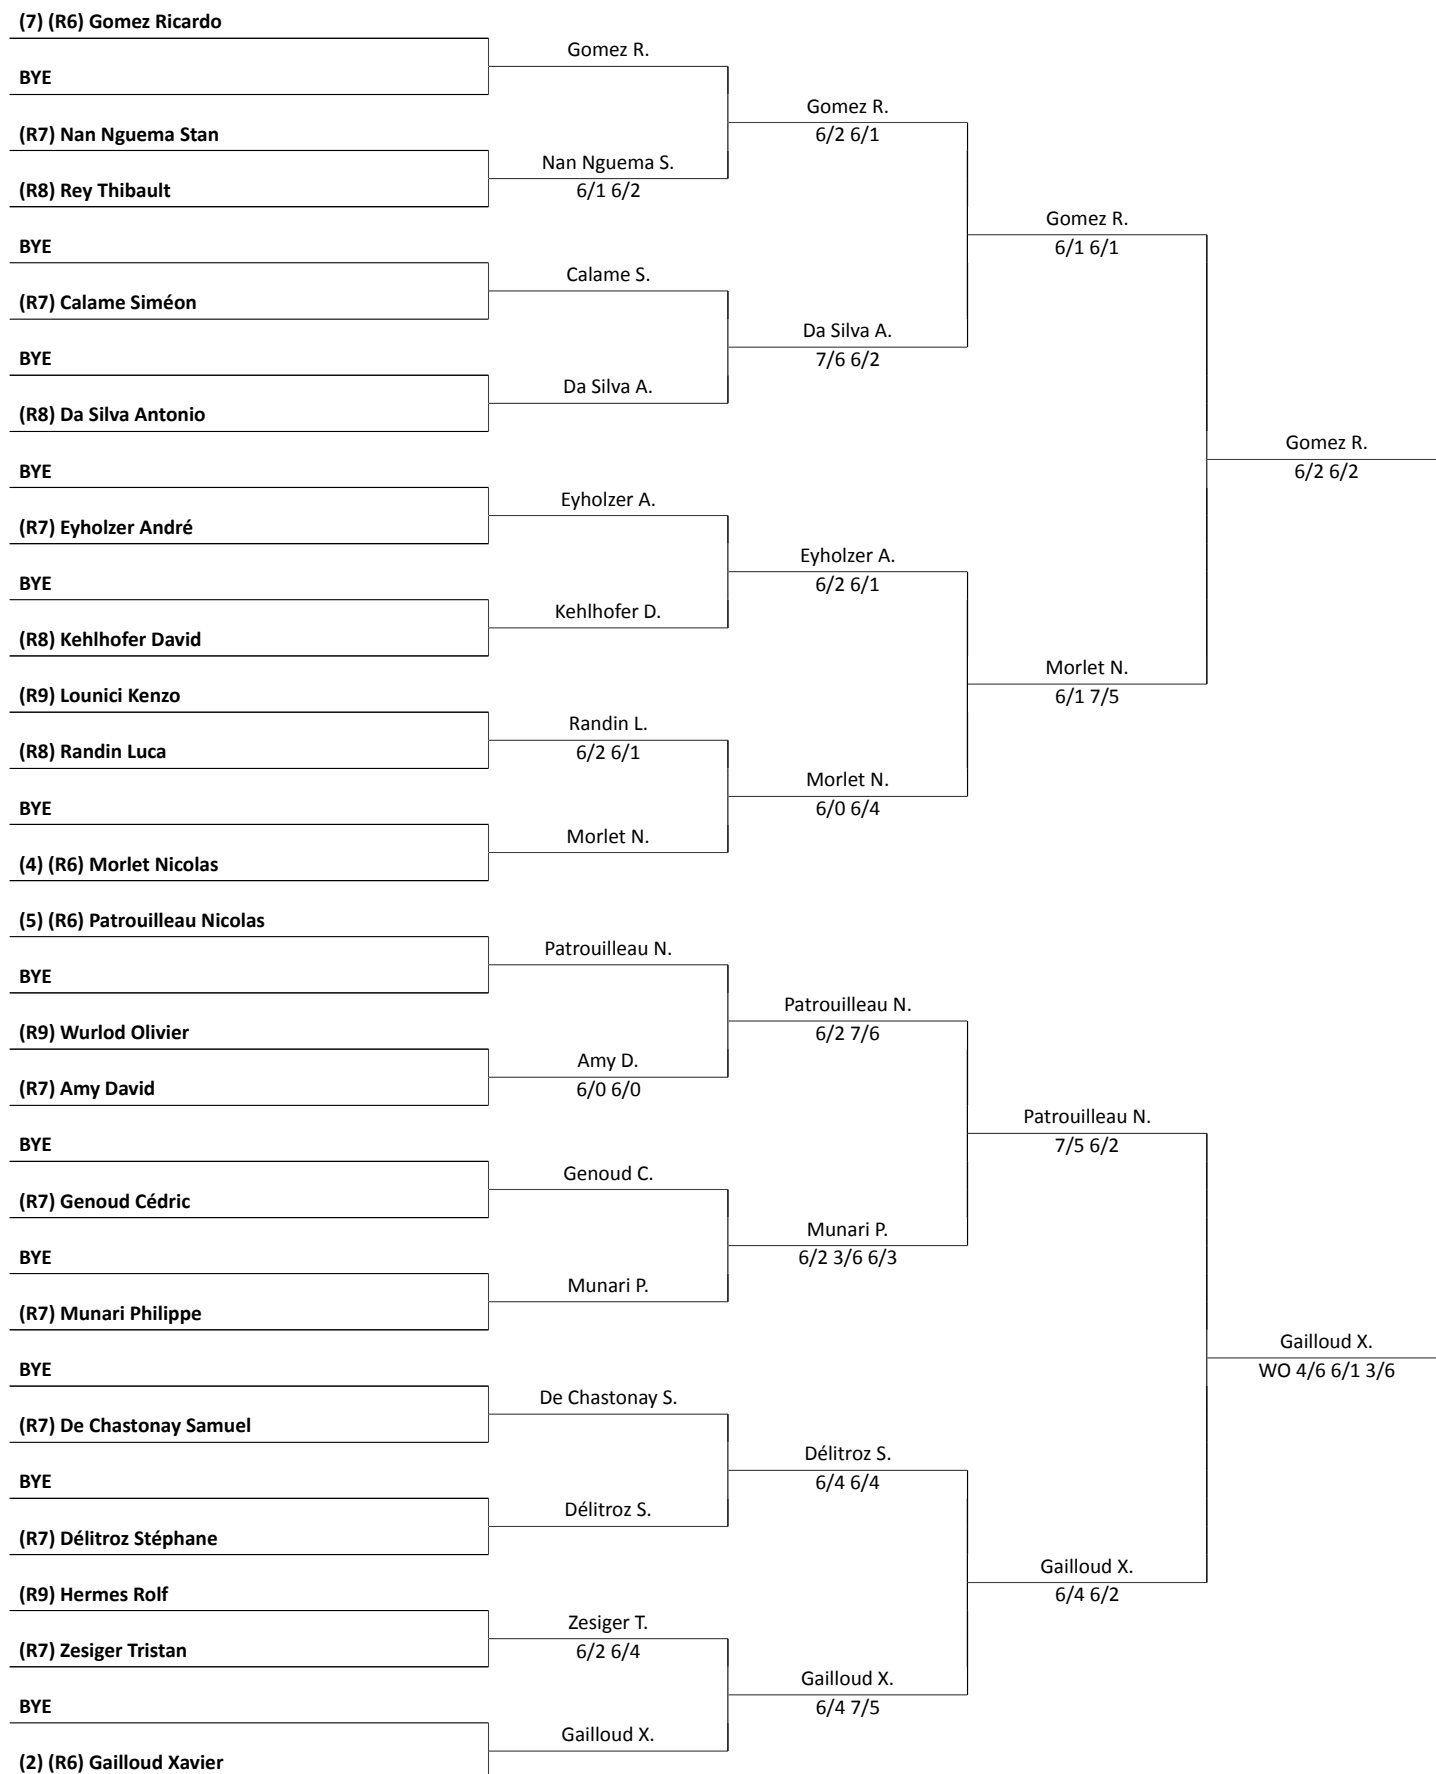 (7) (R6) Gomez Ricardo
Gomez R.
BYE
Gomez R.
6/2 6/1
(R7) Nan Nguema Stan
Nan Nguema S.
6/1 6/2
(R8) Rey Thibault
Gomez R.
6/1 6/1
BYE
Calame S.
(R7) Calame Siméon
Da Silva A.
7/6 6/2
BYE
Da Silva A.
(R8) Da Silva Antonio
Gomez R.
6/2 6/2
BYE
Eyholzer A.
(R7) Eyholzer André
Eyholzer A.
6/2 6/1
BYE
Kehlhofer D.
(R8) Kehlhofer David
Morlet N.
6/1 7/5
(R9) Lounici Kenzo
Randin L.
6/2 6/1
(R8) Randin Luca
Morlet N.
6/0 6/4
BYE
Morlet N.
(4) (R6) Morlet Nicolas
(5) (R6) Patrouilleau Nicolas
Patrouilleau N.
BYE
Patrouilleau N.
6/2 7/6
(R9) Wurlod Olivier
Amy D.
6/0 6/0
(R7) Amy David
Patrouilleau N.
7/5 6/2
BYE
Genoud C.
(R7) Genoud Cédric
Munari P.
6/2 3/6 6/3
BYE
Munari P.
(R7) Munari Philippe
Gailloud X.
WO 4/6 6/1 3/6
BYE
De Chastonay S.
(R7) De Chastonay Samuel
Délitroz S.
6/4 6/4
BYE
Délitroz S.
(R7) Délitroz Stéphane
Gailloud X.
6/4 6/2
(R9) Hermes Rolf
Zesiger T.
6/2 6/4
(R7) Zesiger Tristan
Gailloud X.
6/4 7/5
BYE
Gailloud X.
(2) (R6) Gailloud Xavier